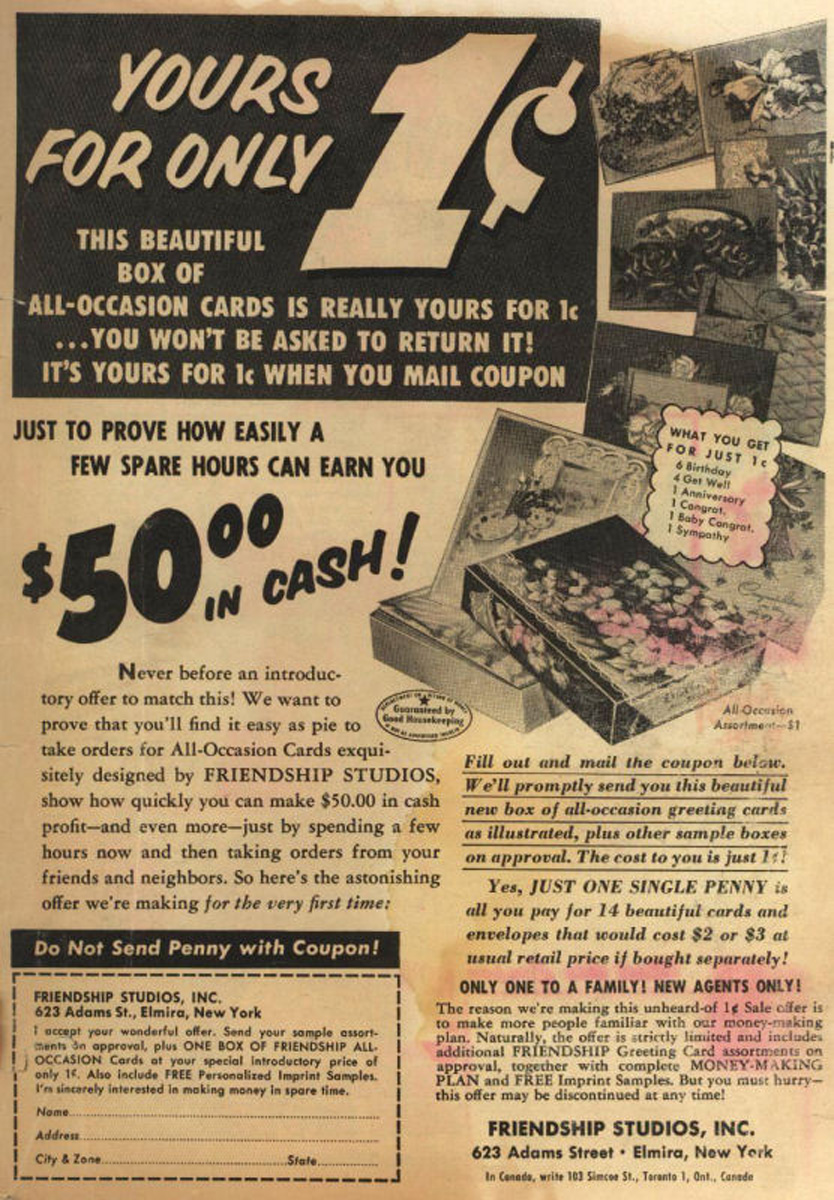 YOURS
FOR ONLY
1¢
THIS BEAUTIFUL
BOX OF
ALL-OCCASION CARDS IS REALLY YOURS FOR 1c
...YOU WON'T BE ASKED TO RETURN IT!
IT'S YOURS FOR 1c WHEN YOU MAIL COUPON
JUST TO PROVE HOW EASILY A
FEW SPARE HOURS CAN EARN YOU
$50.00
IN CASH!
WHAT YOU GET
FOR JUST 1c
6 Birthday
4 Get Well
1 Anniversary
1 Congrat.
1 Baby Congrat.
1 Sympathy
All-Occasion
Assortment—$1
Guaranteed by
Good Housekeeping
Never before an introduc-
tory offer to match this! We want to
prove that you'll find it easy as pie to
take orders for All-Occasion Cards exqui-
sitely designed by FRIENDSHIP STUDIOS,
show how quickly you can make $50.00 in cash
profit—and even more—just by spending a few
hours now and then taking orders from your
friends and neighbors. So here's the astonishing
offer we're making for the very first time:
Fill out and mail the coupon below.
We'll promptly send you this beautiful
new box of all-occasion greeting cards
as illustrated, plus other sample boxes
on approval. The cost to you is just 1¢!
Yes, JUST ONE SINGLE PENNY is
all you pay for 14 beautiful cards and
envelopes that would cost $2 or $3 at
usual retail price if bought separately!
ONLY ONE TO A FAMILY! NEW AGENTS ONLY!
The reason we're making this unheard-of 1¢ Sale offer is
to make more people familiar with our money-making
plan. Naturally, the offer is strictly limited and includes
additional FRIENDSHIP Greeting Card assortments on
approval, together with complete MONEY-MAKING
PLAN and FREE Imprint Samples. But you must hurry—
this offer may be discontinued at any time!
FRIENDSHIP STUDIOS, INC.
623 Adams Street • Elmira, New York
In Canada, write 103 Simcoe St., Toronto 1, Ont., Canada
Do Not Send Penny with Coupon!
FRIENDSHIP STUDIOS, INC.
623 Adams St., Elmira, New York
I accept your wonderful offer. Send your sample assort-
ments on approval, plus ONE BOX OF FRIENDSHIP ALL-
OCCASION Cards at your special introductory price of
only 1¢. Also include FREE Personalized Imprint Samples.
I'm sincerely interested in making money in spare time.
Name
Address
City & Zone State